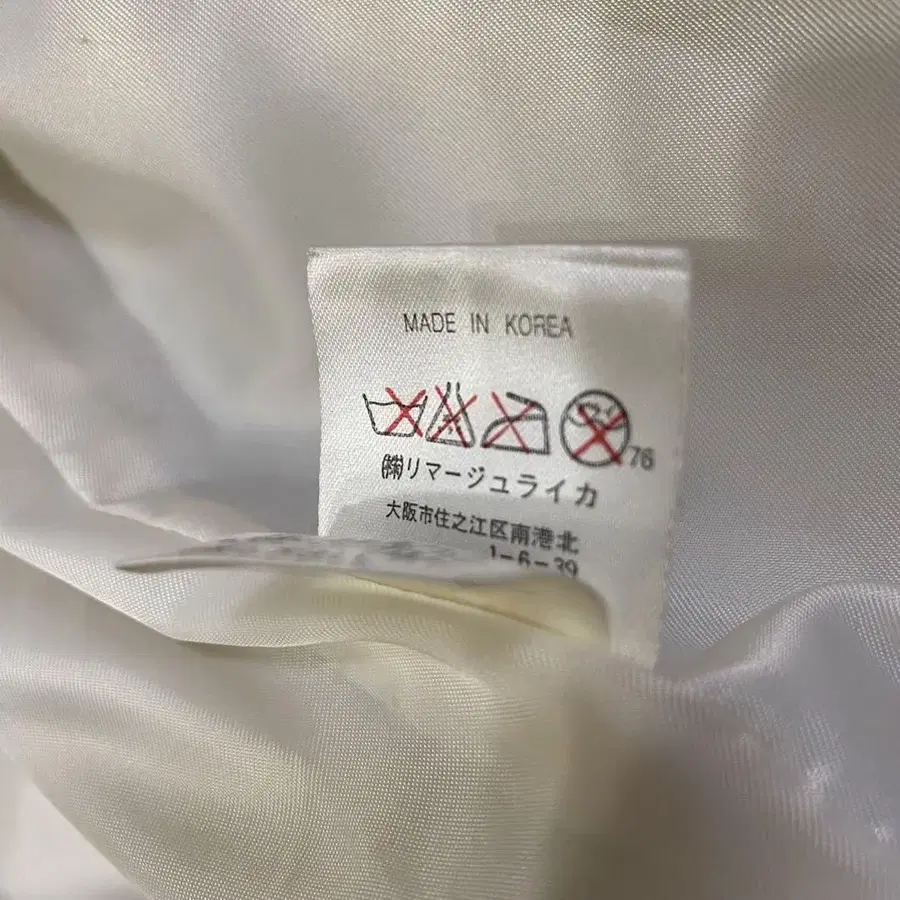 MADE IN KOREA
76
㈱リマージュライカ
大阪市住之江区南港北
1-6-39